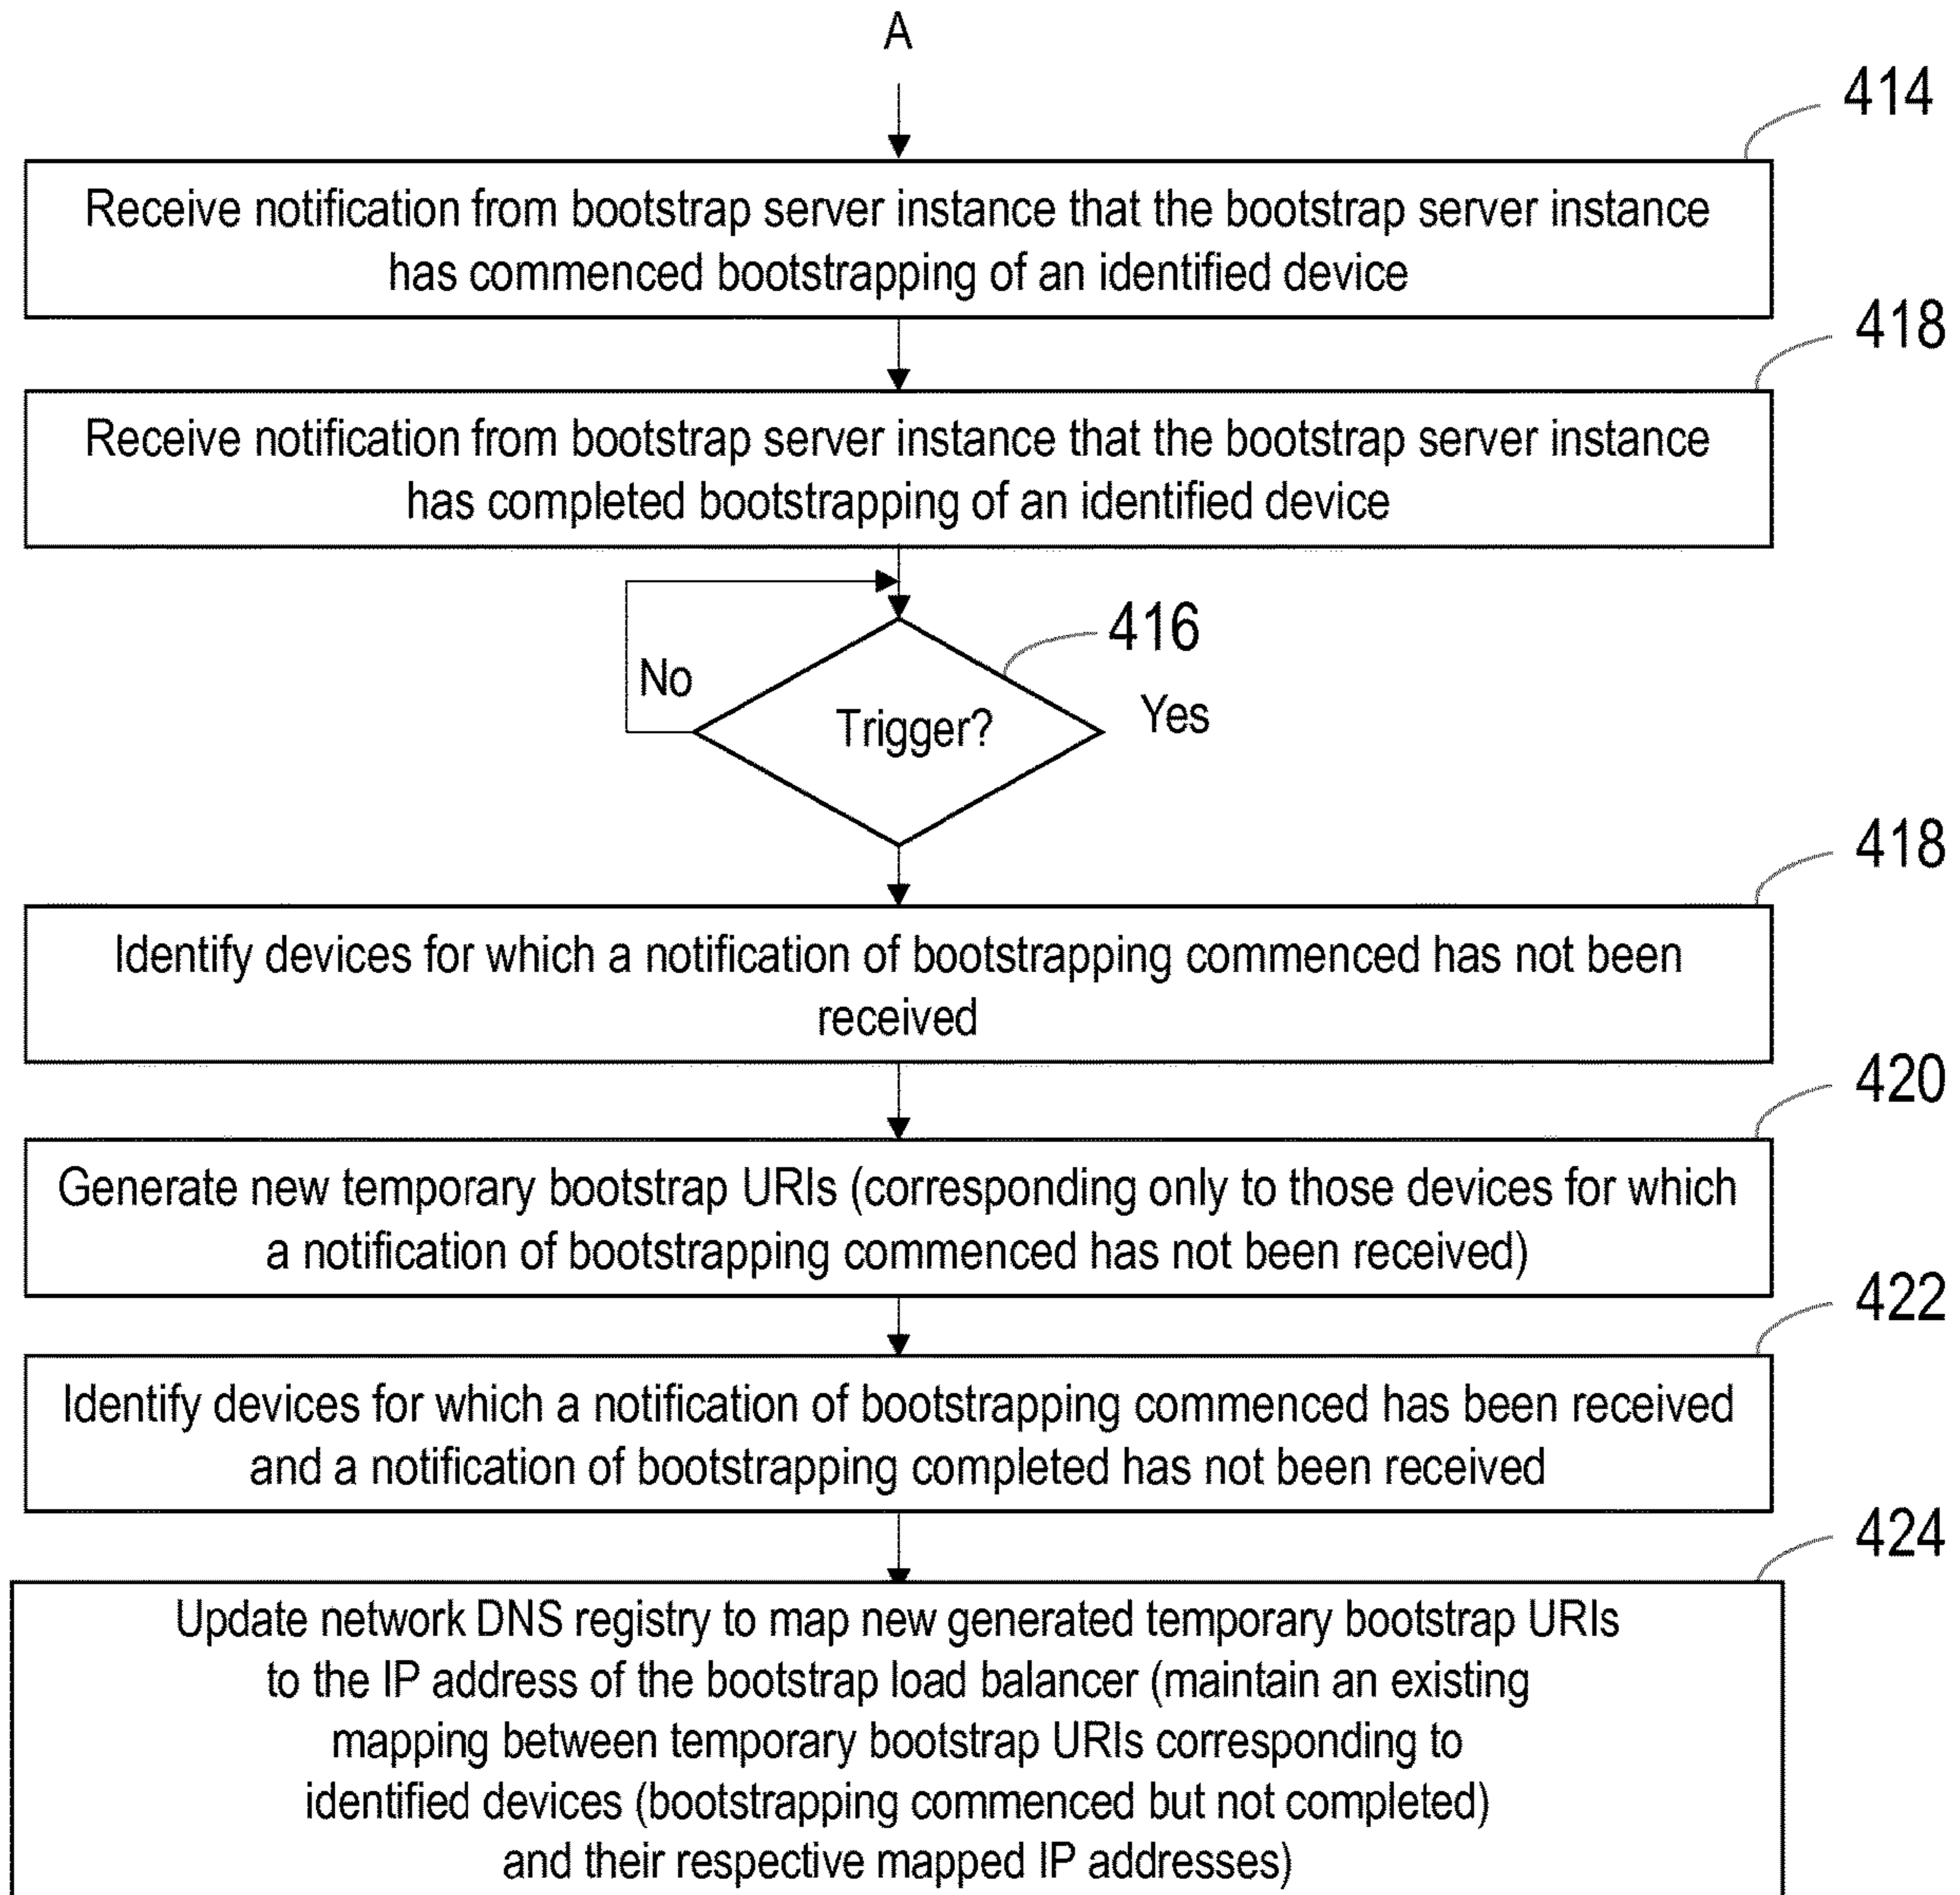 A
414
Receive notification from bootstrap server instance that the bootstrap server instance
has commenced bootstrapping of an identified device
418
Receive notification from bootstrap server instance that the bootstrap server instance
has completed bootstrapping of an identified device
416
No
Trigger?
Yes
418
Identify devices for which a notification of bootstrapping commenced has not been
received
420
Generate new temporary bootstrap URIs (corresponding only to those devices for which
a notification of bootstrapping commenced has not been received)
422
Identify devices for which a notification of bootstrapping commenced has been received
and a notification of bootstrapping completed has not been received
424
Update network DNS registry to map new generated temporary bootstrap URIs
to the IP address of the bootstrap load balancer (maintain an existing
mapping between temporary bootstrap URIs corresponding to
identified devices (bootstrapping commenced but not completed)
and their respective mapped IP addresses)